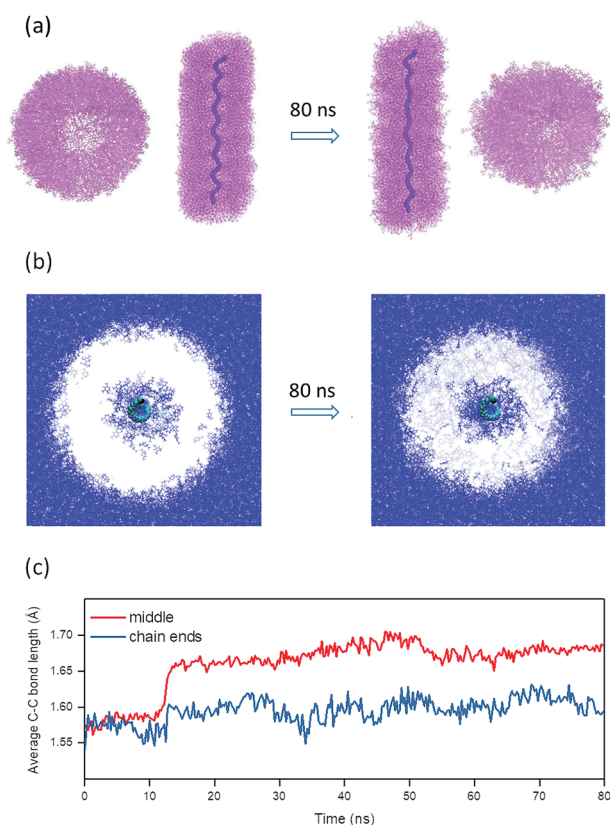 (a)
80 ns
(b)
80 ns
(c)
Average C-C bond length (Å)
1.70
1.65
1.60
1.55
middle
chain ends
0 10 20 30 40 50 60 70 80
Time (ns)